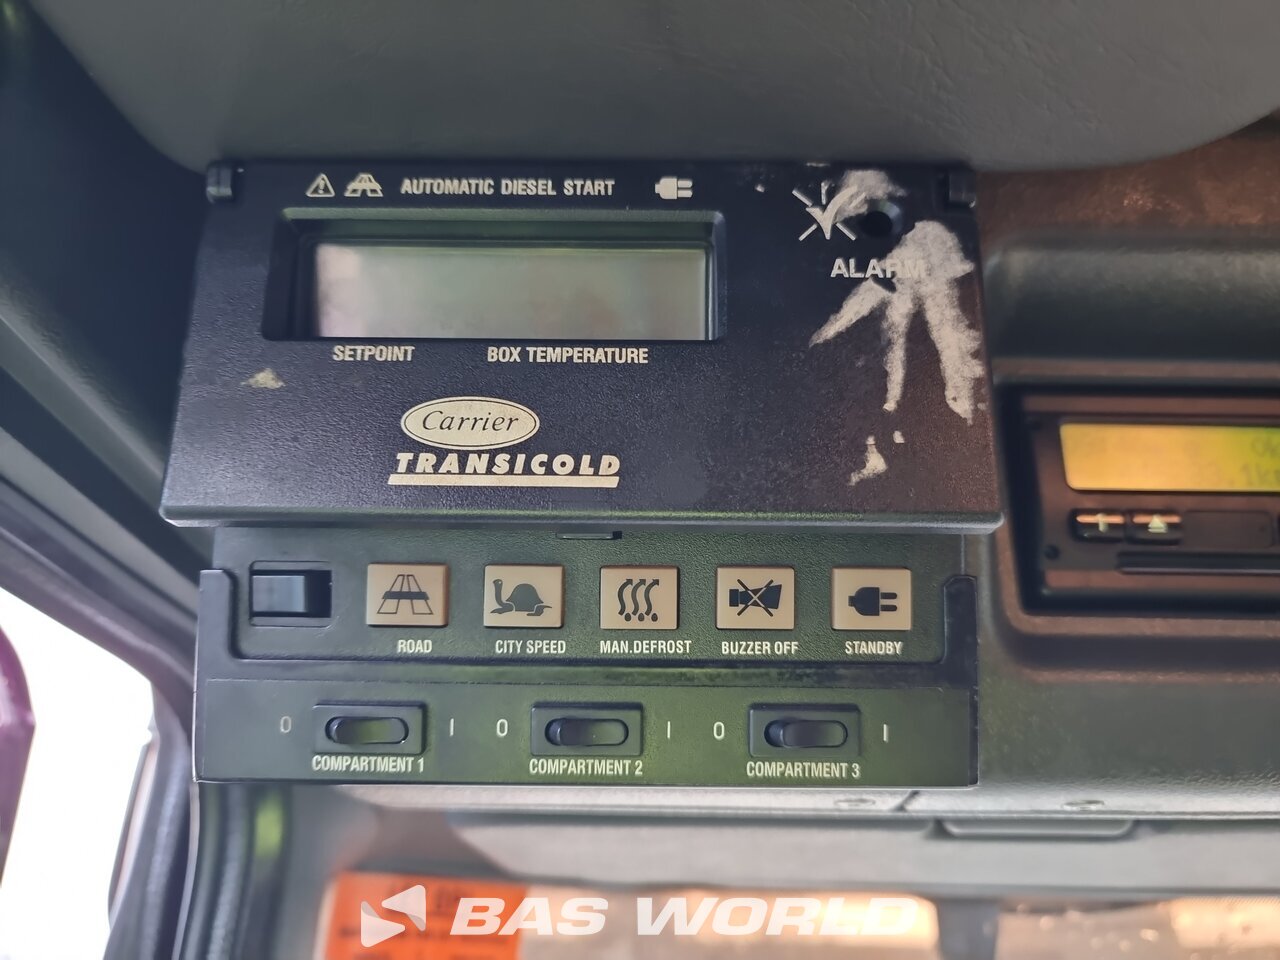 AUTOMATIC DIESEL START
ALARM
SETPOINT BOX TEMPERATURE
Carrier
TRANSICOLD
ROAD CITY SPEED MAN.DEFROST BUZZER OFF STANDBY
0 I 0 I 0 I
COMPARTMENT 1 COMPARTMENT 2 COMPARTMENT 3
BAS WORLD